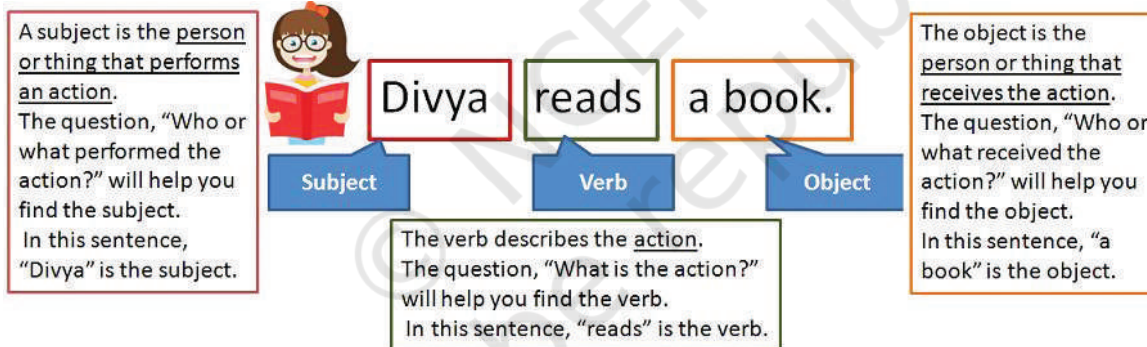 A subject is the person
or thing that performs
an action.
The question, “Who or
what performed the
action?” will help you
find the subject.
In this sentence,
“Divya” is the subject.
Divya reads a book.
Subject Verb Object
The verb describes the action.
The question, “What is the action?”
will help you find the verb.
In this sentence, “reads” is the verb.
The object is the
person or thing that
receives the action.
The question, “Who or
what received the
action?” will help you
find the object.
In this sentence, “a
book” is the object.